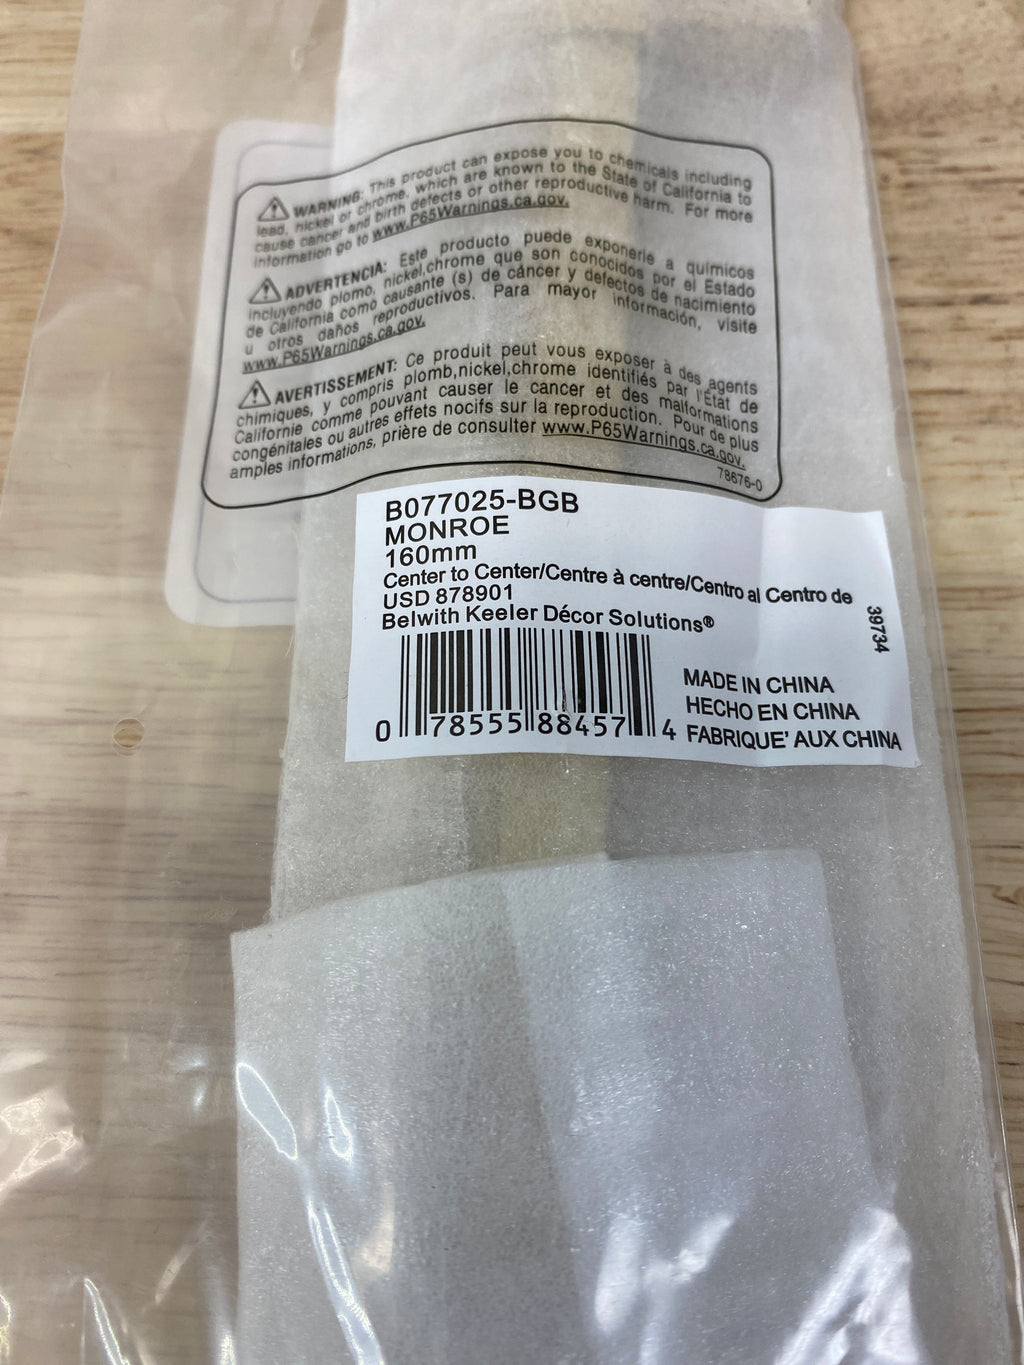 WARNING: This product can expose you to chemicals including
lead, nickel or chrome, which are known to the State of California to
cause cancer and birth defects or other reproductive harm. For more
information go to www.P65Warnings.ca.gov.
ADVERTENCIA: Este producto puede exponerle a químicos
incluyendo plomo, nickel,chrome que son conocidos por el Estado
de California como causante (s) de cáncer y defectos de nacimiento
u otros daños reproductivos. Para mayor información, visite
www.P65Warnings.ca.gov.
AVERTISSEMENT: Ce produit peut vous exposer à des agents
chimiques, y compris plomb,nickel,chrome identifiés par l'État de
Californie comme pouvant causer le cancer et des malformations
congénitales ou autres effets nocifs sur la reproduction. Pour de plus
amples informations, prière de consulter www.P65Warnings.ca.gov.
78676-0
B077025-BGB
MONROE
160mm
Center to Center/Centre à centre/Centro al Centro de
USD 878901
Belwith Keeler Décor Solutions®
39734
MADE IN CHINA
HECHO EN CHINA
FABRIQUE' AUX CHINA
0 78555 88457 4